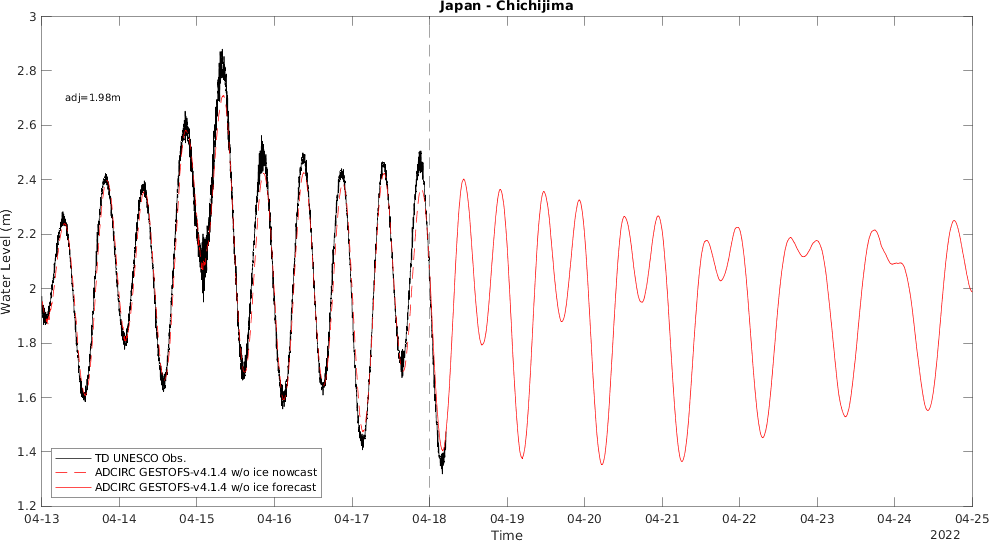 Japan - Chichijima
3
2.8
2.6
2.4
2.2
2
1.8
1.6
1.4
1.2
Water Level (m)
adj=1.98m
TD UNESCO Obs.
ADCIRC GESTOFS-v4.1.4 w/o ice nowcast
ADCIRC GESTOFS-v4.1.4 w/o ice forecast
04-13 04-14 04-15 04-16 04-17 04-18 04-19 04-20 04-21 04-22 04-23 04-24 04-25
Time
2022